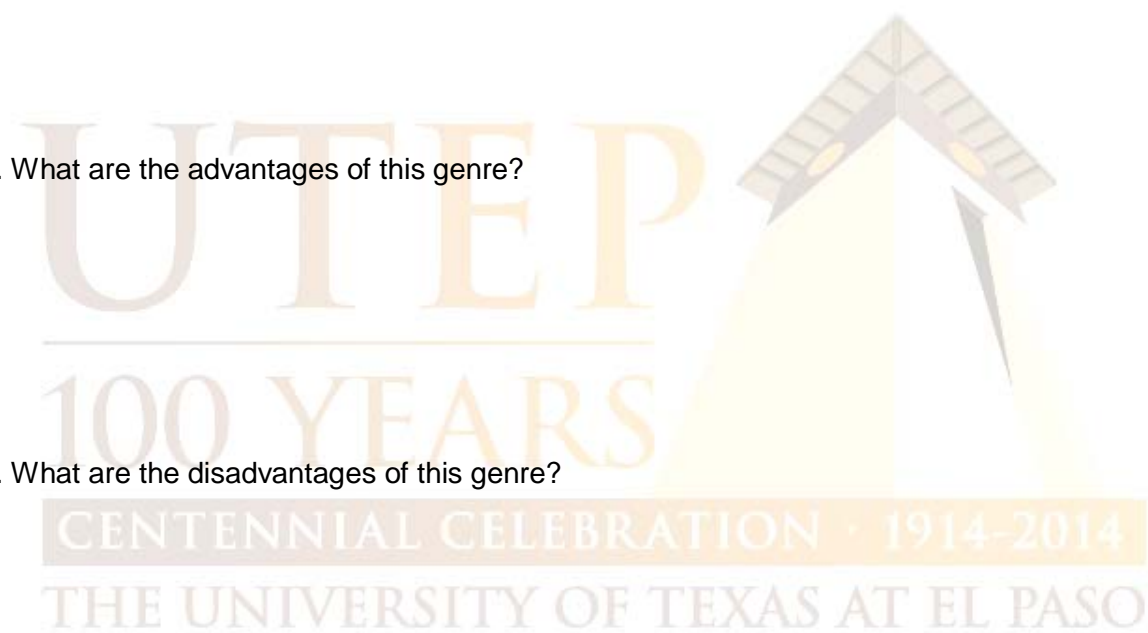 . What are the advantages of this genre?
UTEP
100 YEARS
. What are the disadvantages of this genre?
CENTENNIAL CELEBRATION · 1914-2014
THE UNIVERSITY OF TEXAS AT EL PASO